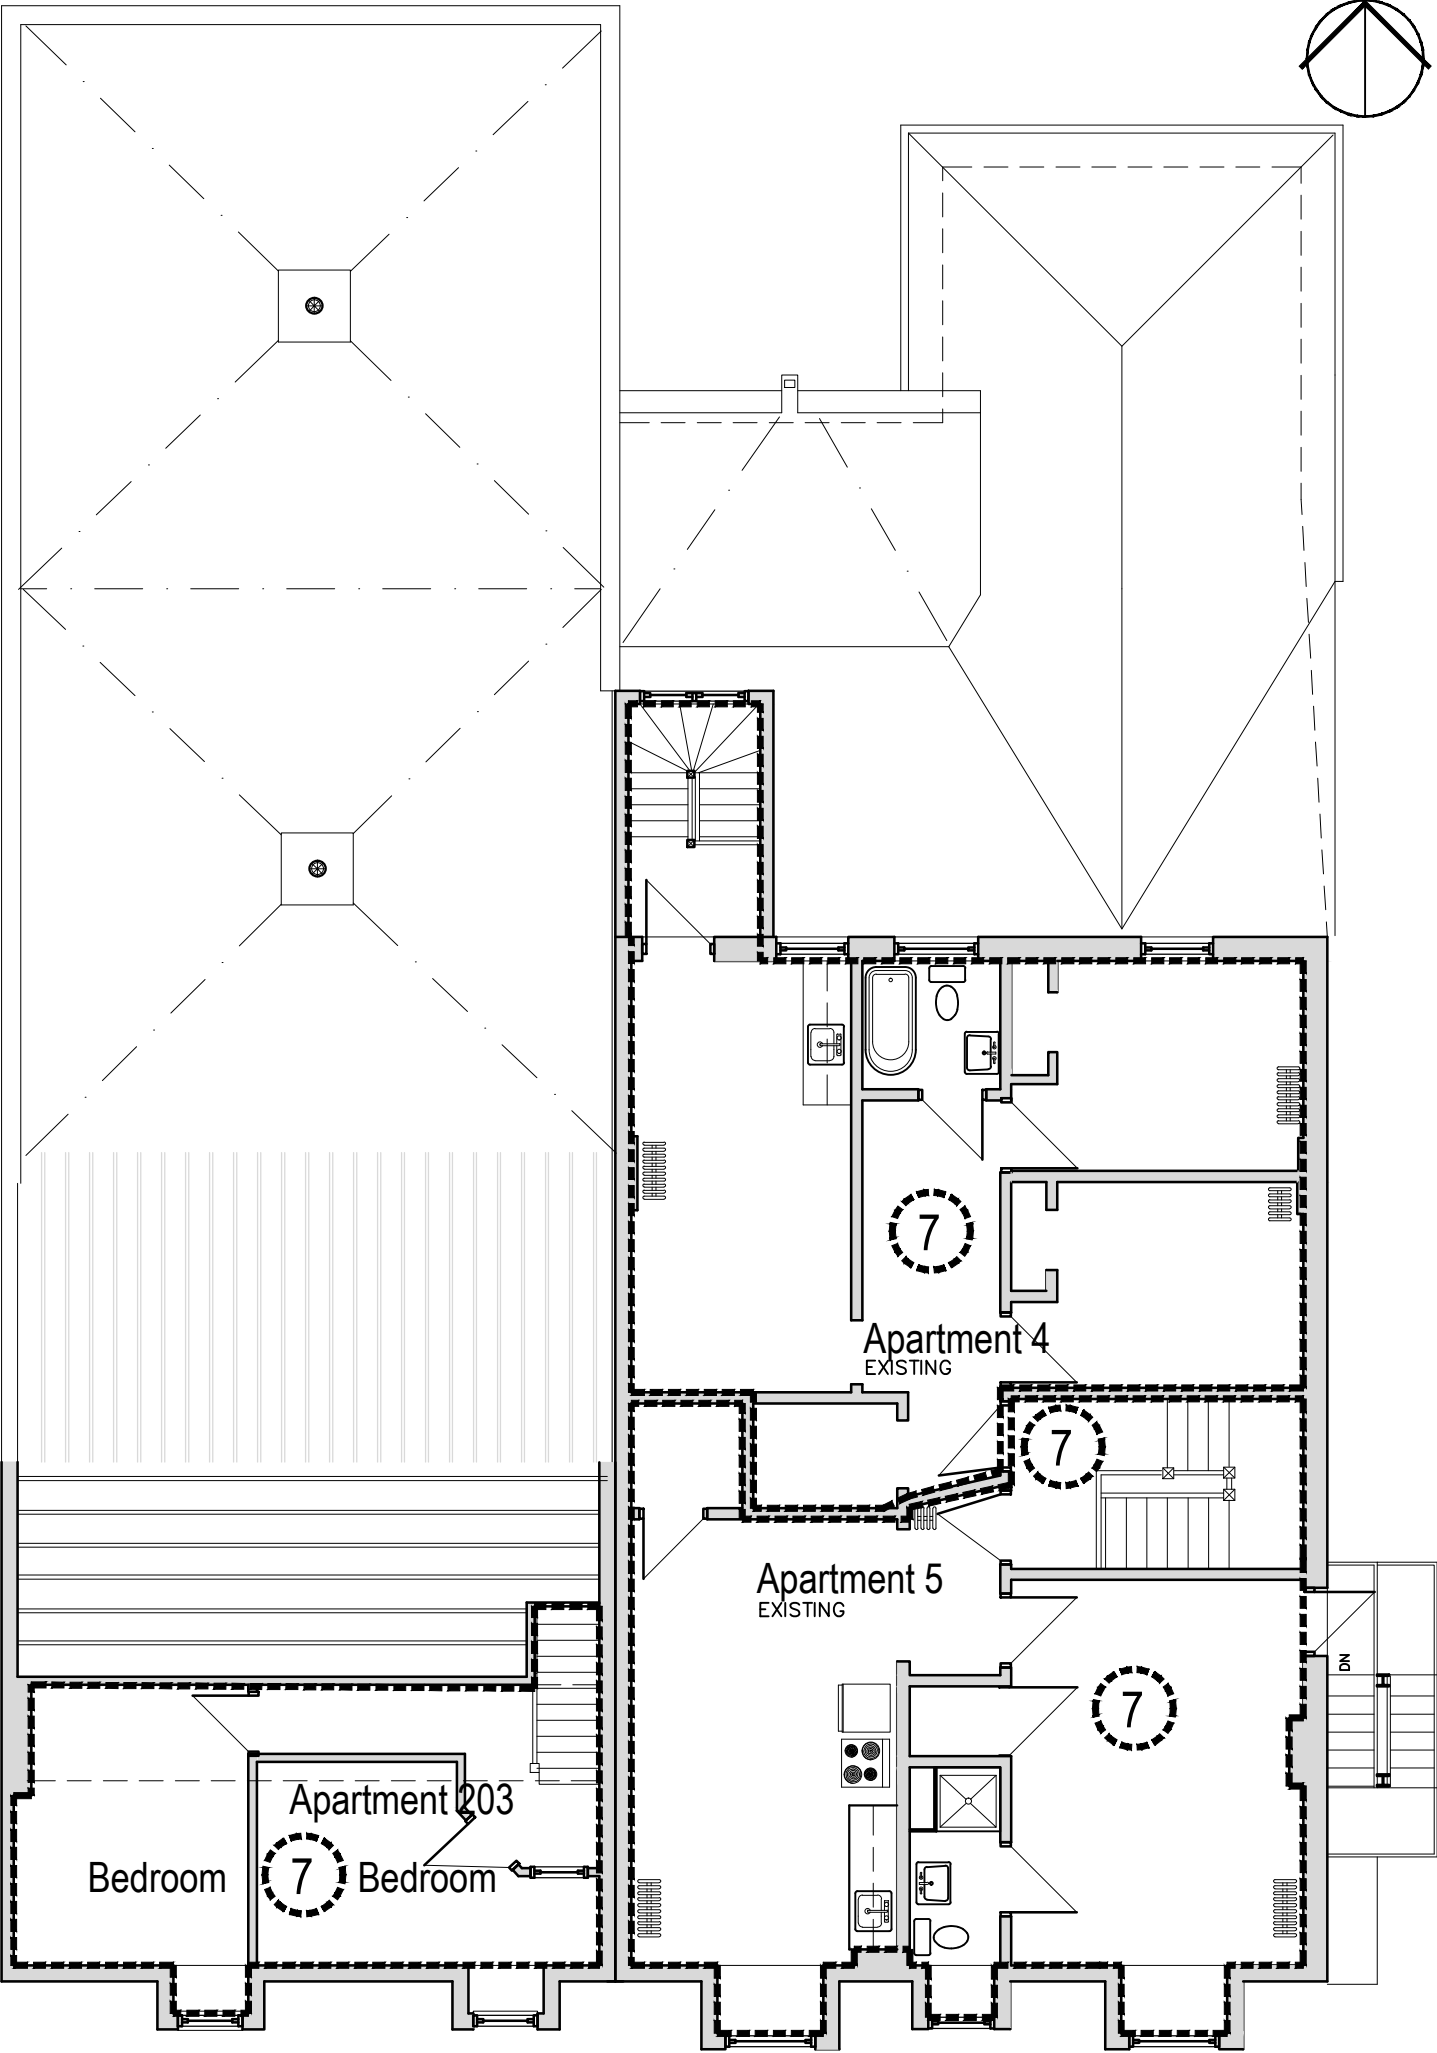 7
Apartment 4
EXISTING
7
Apartment 5
EXISTING
DN
7
Apartment 203
Bedroom
7
Bedroom